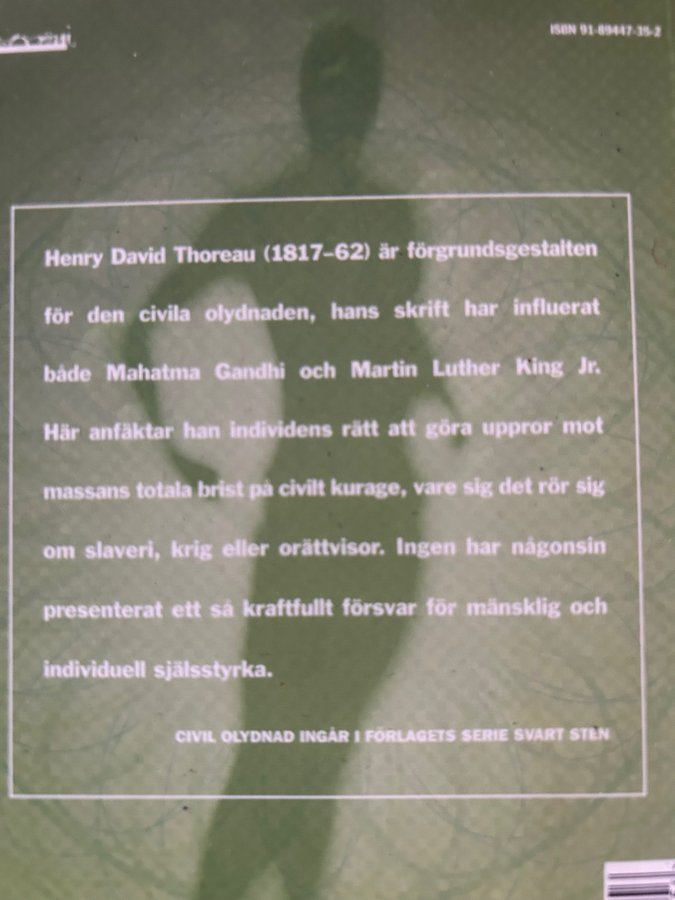 ISBN 91-89447-35-2
Henry David Thoreau (1817–62) är förgrundsgestalten
för den civila olydnaden, hans skrift har influerat
både Mahatma Gandhi och Martin Luther King Jr.
Här anfäktar han individens rätt att göra uppror mot
massans totala brist på civilt kurage, vare sig det rör sig
om slaveri, krig eller orättvisor. Ingen har någonsin
presenterat ett så kraftfullt försvar för mänsklig och
individuell själsstyrka.
CIVIL OLYDNAD INGÅR I FÖRLAGETS SERIE SVART STEN